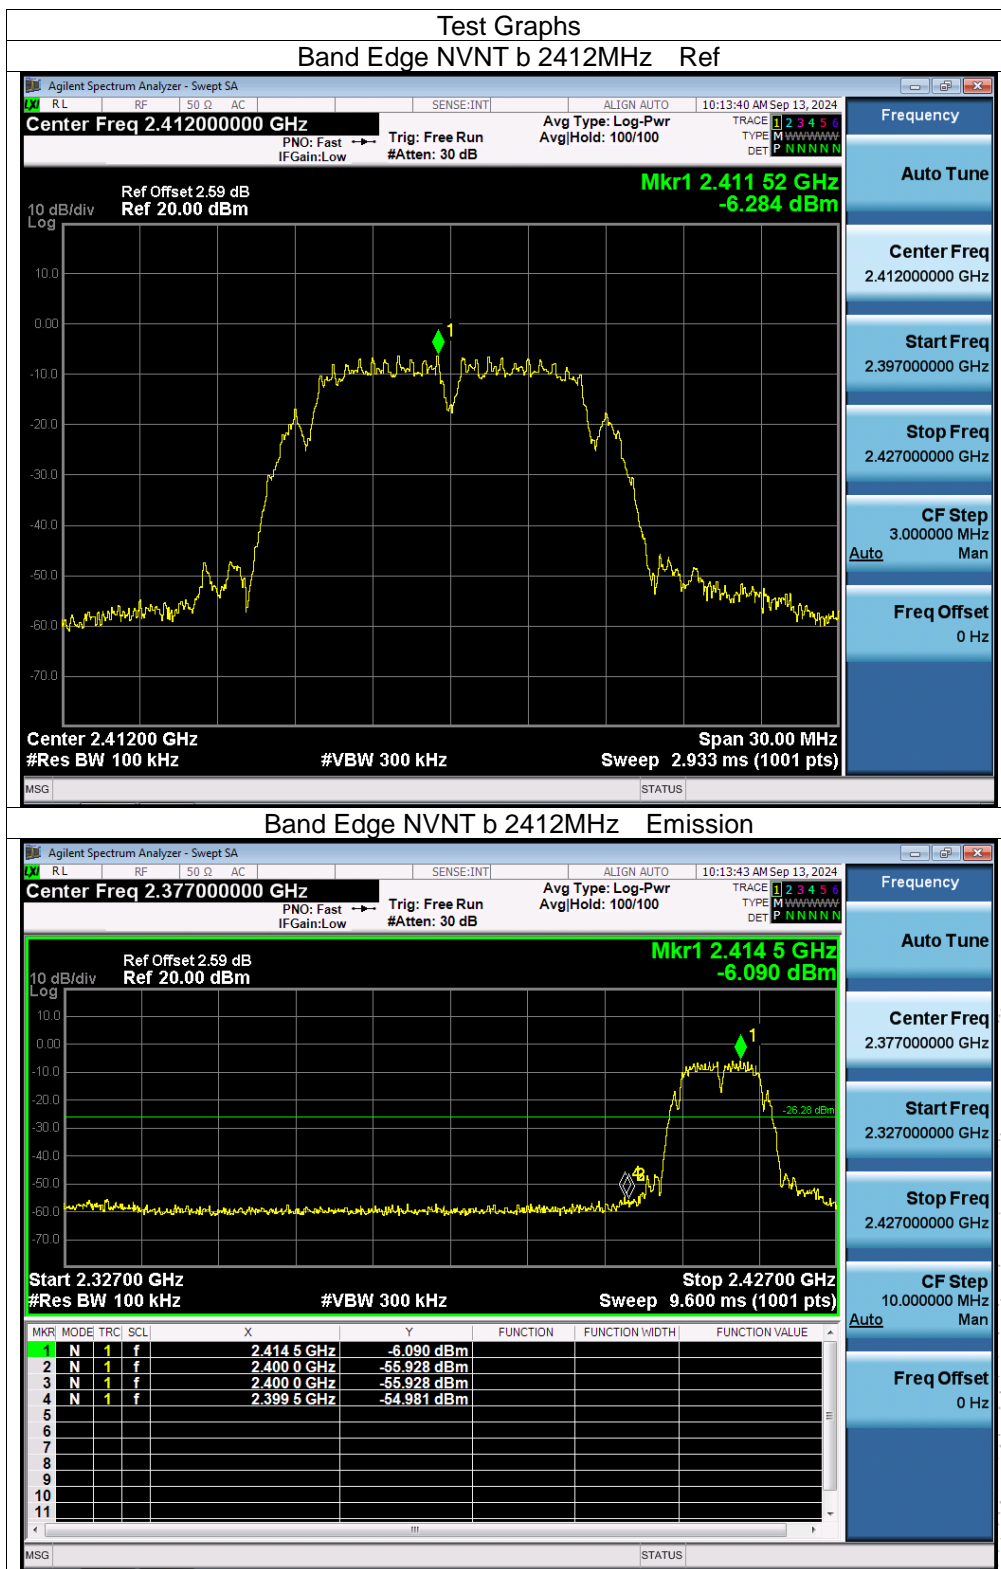 Test Graphs
Band Edge NVNT b 2412MHz Ref
Agilent Spectrum Analyzer - Swept SA
LXI RL RF 50 Ω AC SENSE:INT ALIGN AUTO 10:13:40 AM Sep 13, 2024
Center Freq 2.412000000 GHz
PNO: Fast
IFGain:Low
Trig: Free Run
#Atten: 30 dB
Avg Type: Log-Pwr
Avg|Hold: 100/100
TRACE 1 2 3 4 5 6
TYPE M WWWWW
DET P N N N N N
Frequency
Auto Tune
Center Freq
2.412000000 GHz
Start Freq
2.397000000 GHz
Stop Freq
2.427000000 GHz
CF Step
3.000000 MHz
Auto Man
Freq Offset
0 Hz
Mkr1 2.411 52 GHz
-6.284 dBm
Ref Offset 2.59 dB
10 dB/div Ref 20.00 dBm
Log
10.0
0.00
-10.0
-20.0
-30.0
-40.0
-50.0
-60.0
-70.0
1
Center 2.41200 GHz Span 30.00 MHz
#Res BW 100 kHz #VBW 300 kHz Sweep 2.933 ms (1001 pts)
MSG STATUS
Band Edge NVNT b 2412MHz Emission
Agilent Spectrum Analyzer - Swept SA
LXI RL RF 50 Ω AC SENSE:INT ALIGN AUTO 10:13:43 AM Sep 13, 2024
Center Freq 2.377000000 GHz
PNO: Fast
IFGain:Low
Trig: Free Run
#Atten: 30 dB
Avg Type: Log-Pwr
Avg|Hold: 100/100
TRACE 1 2 3 4 5 6
TYPE M WWWWW
DET P N N N N N
Frequency
Auto Tune
Center Freq
2.377000000 GHz
Start Freq
2.327000000 GHz
Stop Freq
2.427000000 GHz
CF Step
10.000000 MHz
Auto Man
Freq Offset
0 Hz
Mkr1 2.414 5 GHz
-6.090 dBm
Ref Offset 2.59 dB
10 dB/div Ref 20.00 dBm
Log
10.0
0.00
-10.0
-20.0
-30.0
-40.0
-50.0
-60.0
-70.0
1
-26.28 dBm
Start 2.32700 GHz Stop 2.42700 GHz
#Res BW 100 kHz #VBW 300 kHz Sweep 9.600 ms (1001 pts)
MKR MODE TRC SCL X Y FUNCTION FUNCTION WIDTH FUNCTION VALUE
1 N 1 f 2.414 5 GHz -6.090 dBm
2 N 1 f 2.400 0 GHz -55.928 dBm
3 N 1 f 2.400 0 GHz -55.928 dBm
4 N 1 f 2.399 5 GHz -54.981 dBm
5
6
7
8
9
10
11
MSG STATUS